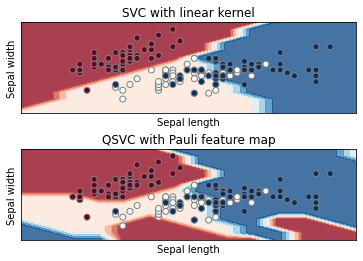 SVC with linear kernel
Sepal width
Sepal length
QSVC with Pauli feature map
Sepal width
Sepal length